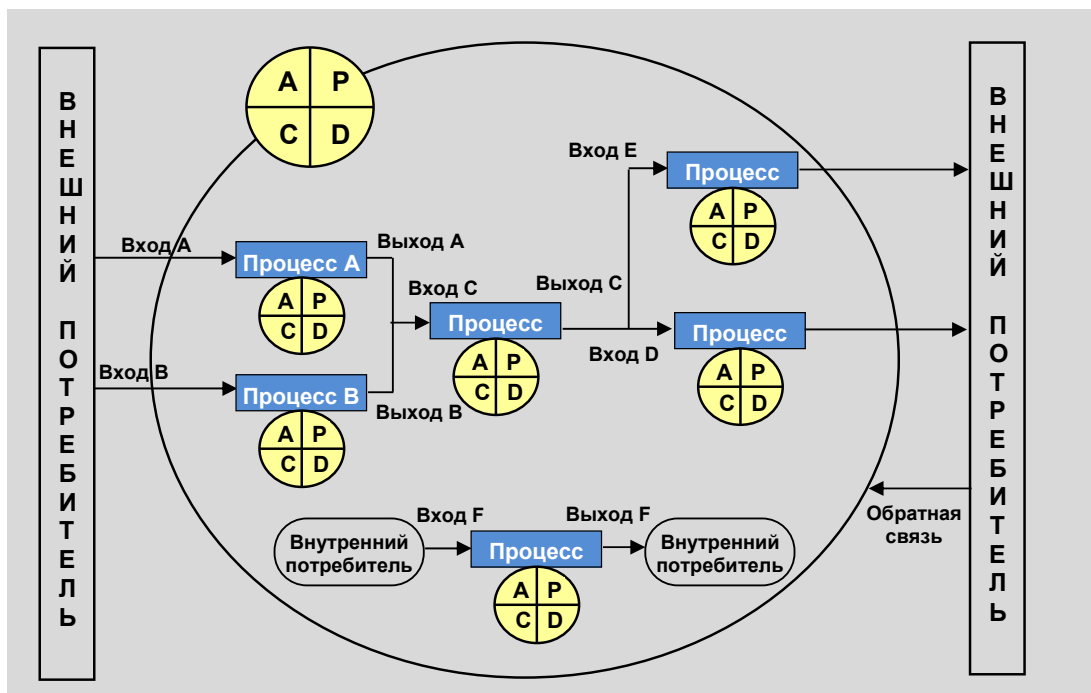 ВНЕШНИЙ ПОТРЕБИТЕЛЬ
A P
C D
Вход A
Процесс A
Выход A
A P
C D
Вход B
Процесс B
Выход B
A P
C D
Вход C
Процесс
A P
C D
Выход C
Вход E
Процесс
A P
C D
Вход D
Процесс
A P
C D
Внутренний
потребитель
Вход F
Процесс
A P
C D
Выход F
Внутренний
потребитель
Обратная
связь
ВНЕШНИЙ ПОТРЕБИТЕЛЬ